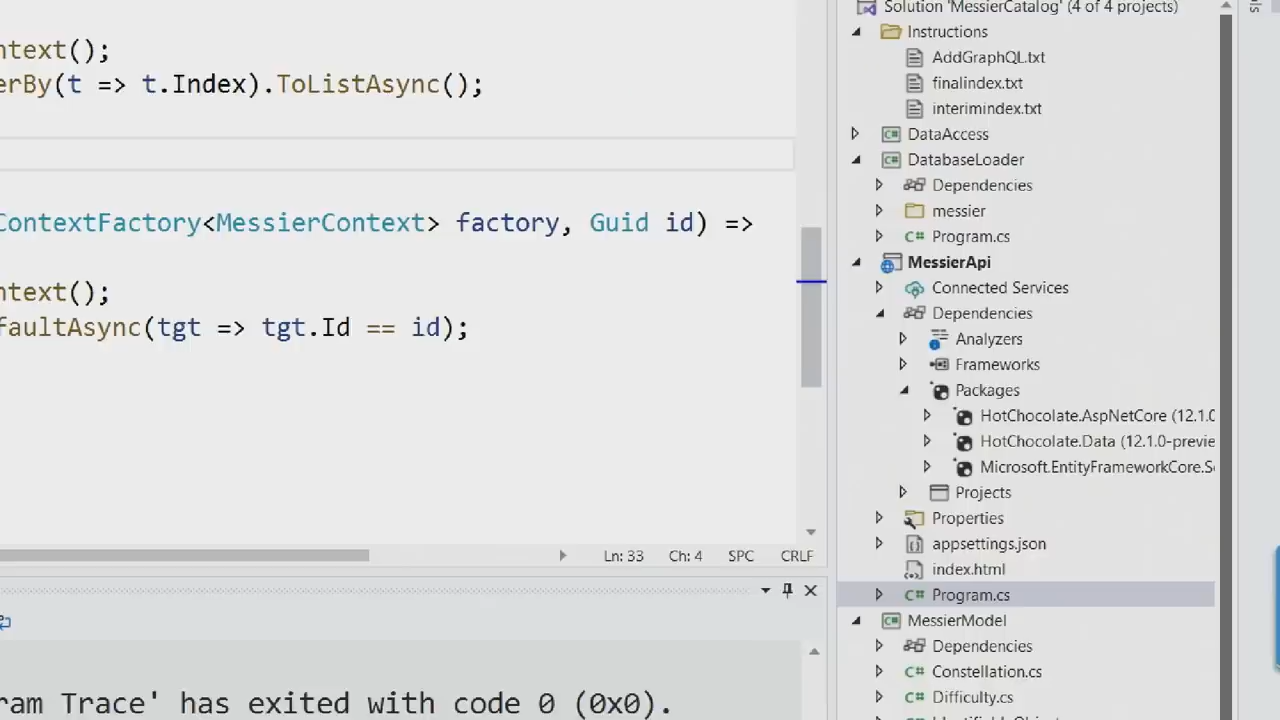 ntext();
erBy(t => t.Index).ToListAsync();
ContextFactory<MessierContext> factory, Guid id) =>
ntext();
faultAsync(tgt => tgt.Id == id);
Ln: 33 Ch: 4 SPC CRLF
ram Trace' has exited with code 0 (0x0).
Solution 'MessierCatalog' (4 of 4 projects)
Instructions
AddGraphQL.txt
finalindex.txt
interimindex.txt
DataAccess
DatabaseLoader
Dependencies
messier
C# Program.cs
MessierApi
Connected Services
Dependencies
Analyzers
Frameworks
Packages
HotChocolate.AspNetCore (12.1.0
HotChocolate.Data (12.1.0-previe
Microsoft.EntityFrameworkCore.S
Projects
Properties
appsettings.json
index.html
C# Program.cs
MessierModel
Dependencies
C# Constellation.cs
C# Difficulty.cs